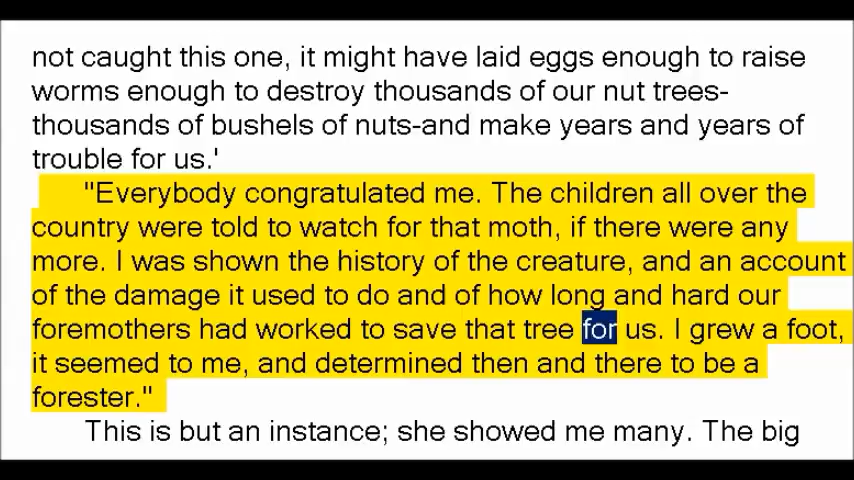 not caught this one, it might have laid eggs enough to raise
worms enough to destroy thousands of our nut trees-
thousands of bushels of nuts-and make years and years of
trouble for us.'
"Everybody congratulated me. The children all over the
country were told to watch for that moth, if there were any
more. I was shown the history of the creature, and an account
of the damage it used to do and of how long and hard our
foremothers had worked to save that tree for us. I grew a foot,
it seemed to me, and determined then and there to be a
forester."
This is but an instance; she showed me many. The big